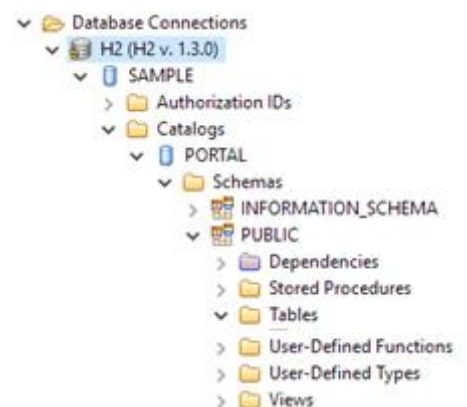 Database Connections
H2 (H2 v. 1.3.0)
SAMPLE
Authorization IDs
Catalogs
PORTAL
Schemas
INFORMATION_SCHEMA
PUBLIC
Dependencies
Stored Procedures
Tables
User-Defined Functions
User-Defined Types
Views